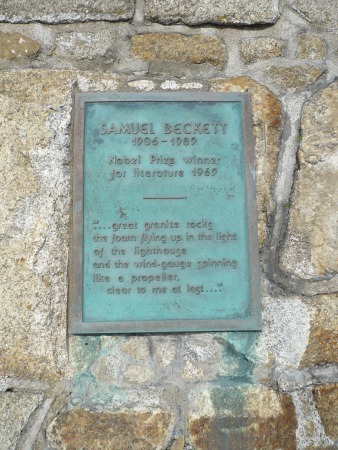 SAMUEL BECKETT
1906-1989
Nobel Prize winner
for literature 1969
"....great granite rocks
the foam flying up in the light
of the lighthouse
and the wind-gauge spinning
like a propeller,
clear to me at last...."